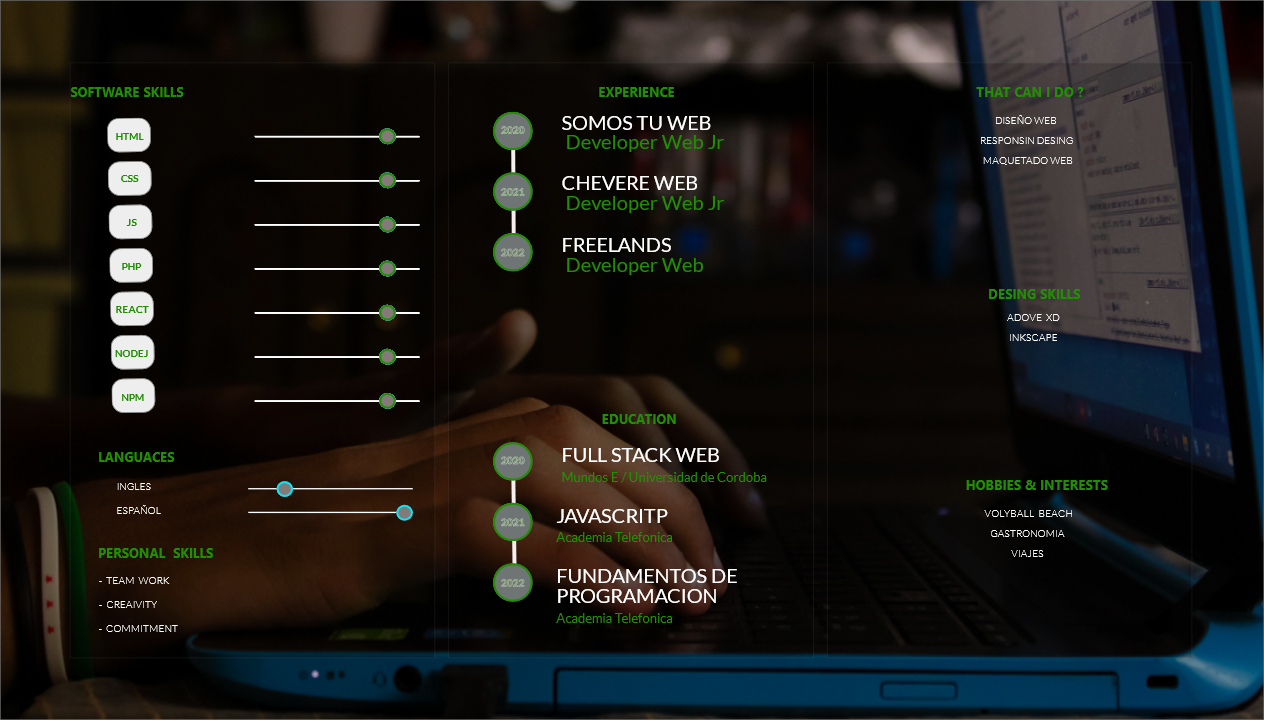 SOFTWARE SKILLS
HTML
CSS
JS
PHP
REACT
NODEJ
NPM
LANGUACES
INGLES
ESPAÑOL
PERSONAL SKILLS
- TEAM WORK
- CREAIVITY
- COMMITMENT
EXPERIENCE
2020
SOMOS TU WEB
Developer Web Jr
2021
CHEVERE WEB
Developer Web Jr
2022
FREELANDS
Developer Web
EDUCATION
2020
FULL STACK WEB
Mundos E / Universidad de Cordoba
2021
JAVASCRITP
Academia Telefonica
2022
FUNDAMENTOS DE
PROGRAMACION
Academia Telefonica
THAT CAN I DO ?
DISEÑO WEB
RESPONSIN DESING
MAQUETADO WEB
DESING SKILLS
ADOVE XD
INKSCAPE
HOBBIES & INTERESTS
VOLYBALL BEACH
GASTRONOMIA
VIAJES